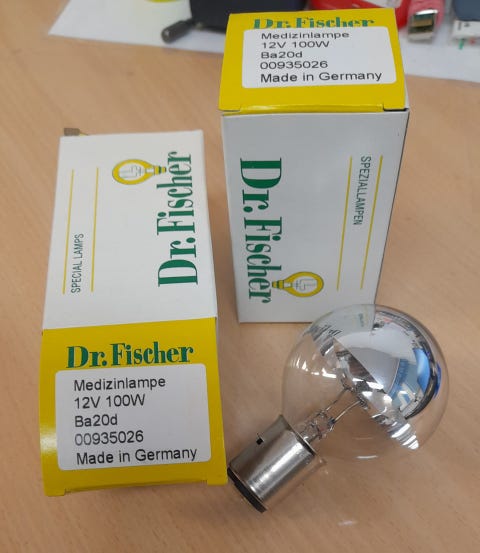 Dr.Fischer
Medizinlampe
12V 100W
Ba20d
00935026
Made in Germany
SPEZIALLAMPEN
Dr.Fischer
SPECIAL LAMPS
Dr.Fischer
Dr.Fischer
Medizinlampe
12V 100W
Ba20d
00935026
Made in Germany